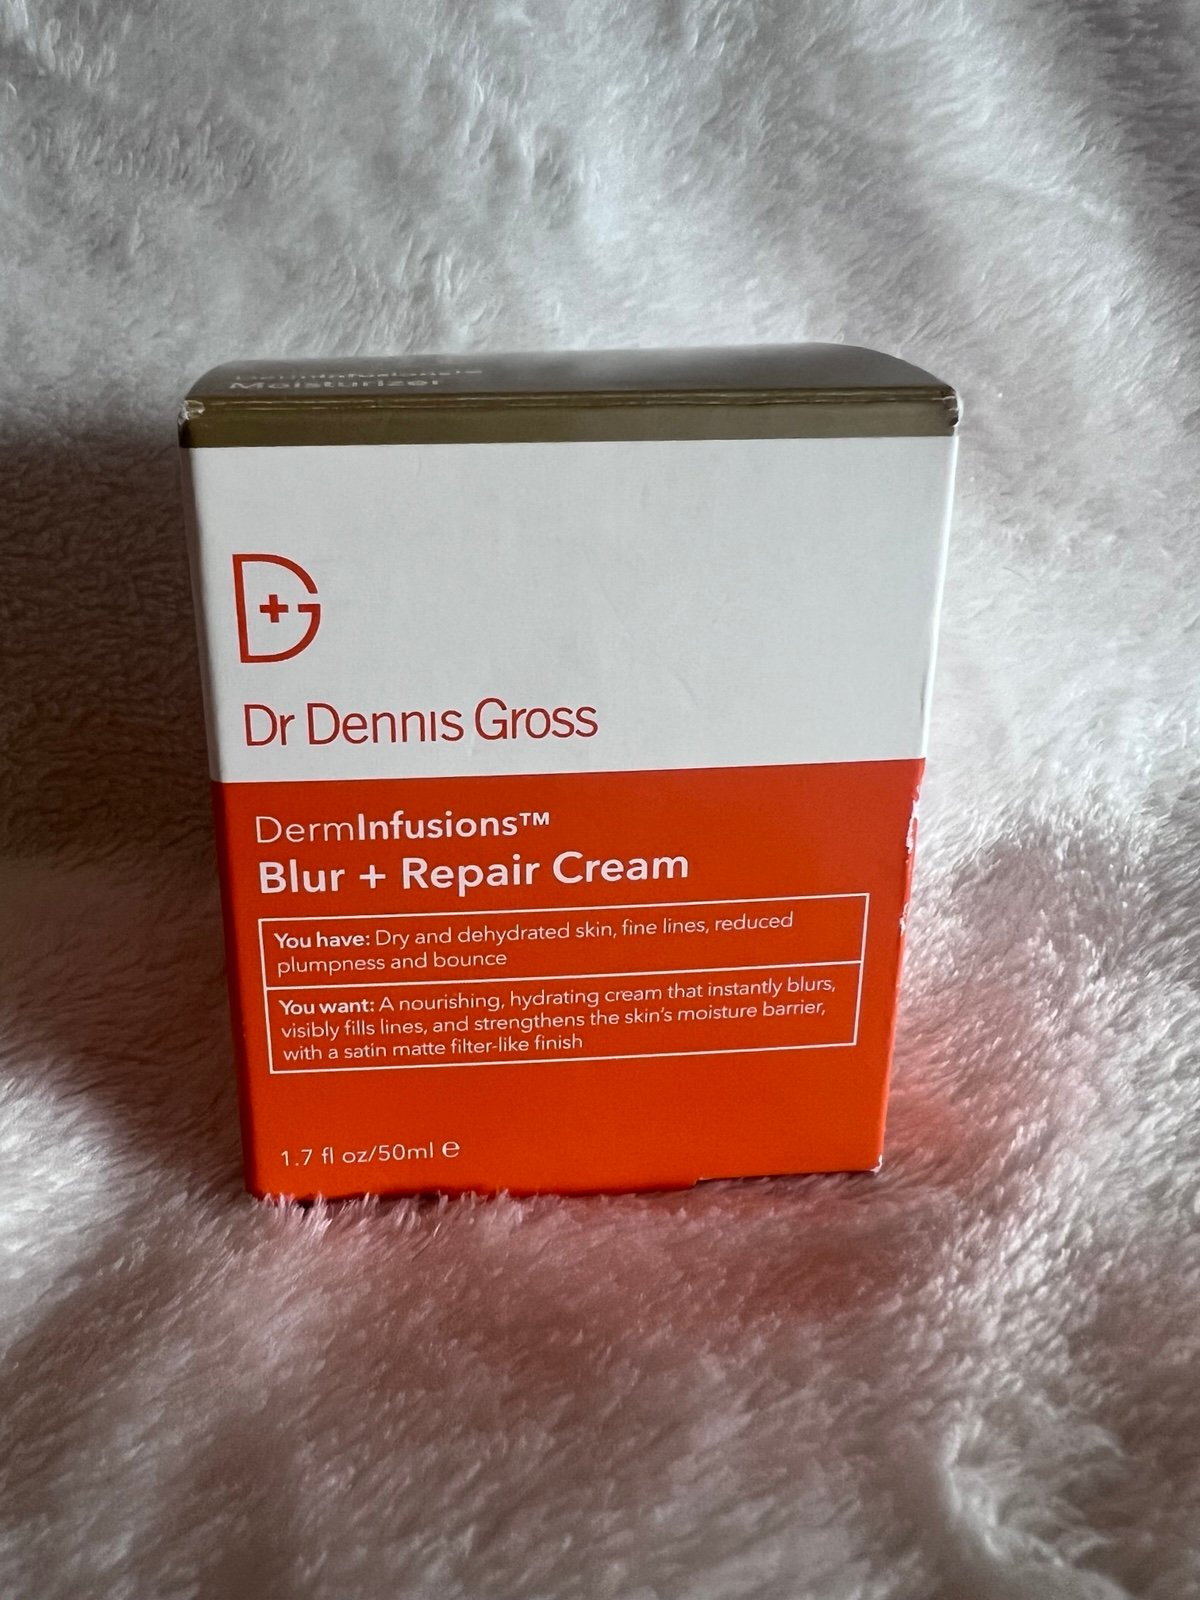 DermInfusions™
Moisturizer
Dr Dennis Gross
DermInfusions™
Blur + Repair Cream
You have: Dry and dehydrated skin, fine lines, reduced
plumpness and bounce
You want: A nourishing, hydrating cream that instantly blurs,
visibly fills lines, and strengthens the skin's moisture barrier,
with a satin matte filter-like finish
1.7 fl oz/50ml ℮